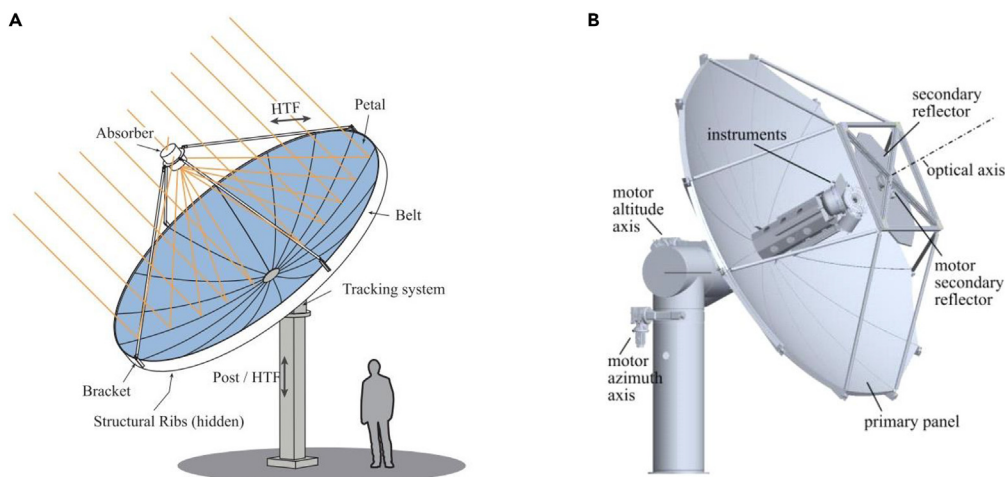 A
HTF
Petal
Absorber
Belt
Tracking system
Post / HTF
Bracket
Structural Ribs (hidden)
B
secondary
reflector
instruments
optical axis
motor
altitude
axis
motor
secondary
reflector
motor
azimuth
axis
primary panel